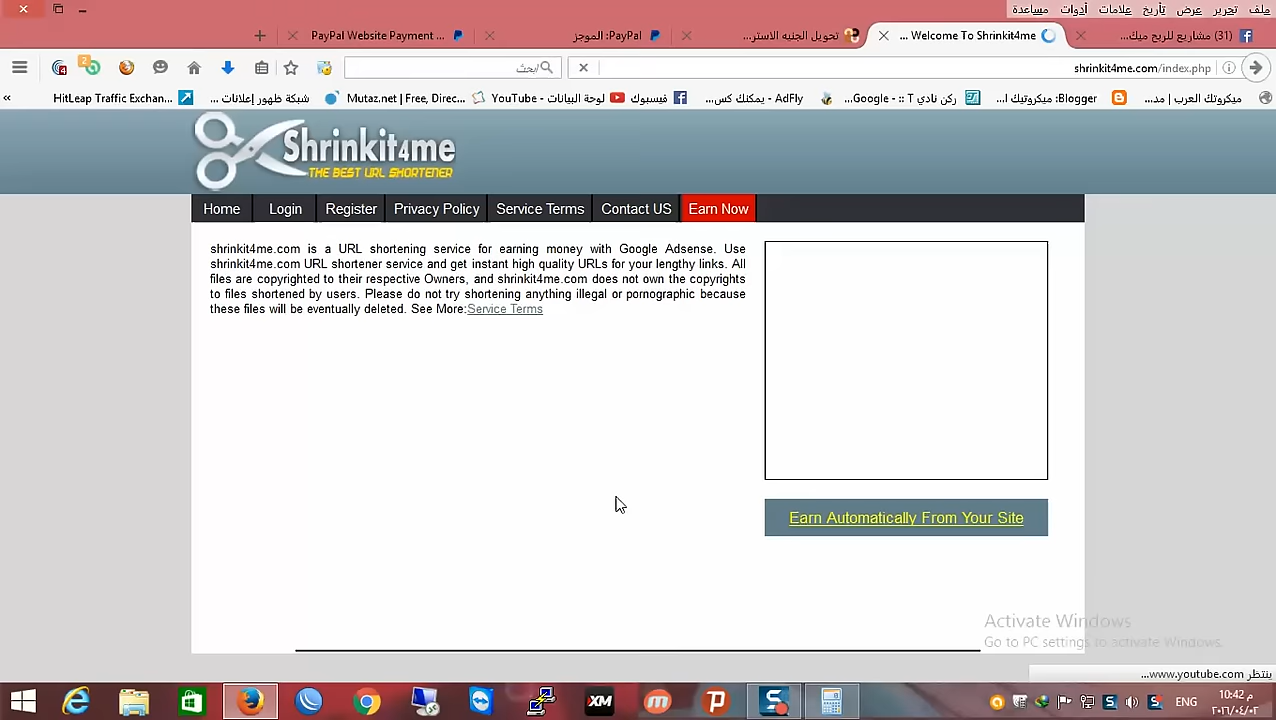 ملف تحرير عرض تأريخ علامات أدوات مساعدة
(31) مشاريع للربح ميك...
Welcome To Shrinkit4me ...
تحويل الجنيه الاستر...
PayPal: الموجز
PayPal Website Payment ...
shrinkit4me.com/index.php
ابحث
2
ميكروتك العرب | مد...
Blogger: ميكروتيك ا...
ركن نادي Google - :: T...
AdFly - يمكنك كس...
فيسبوك
لوحة البيانات - YouTube
Mutaz.net | Free, Direc...
شبكة ظهور إعلانات ...
HitLeap Traffic Exchan...
«
Shrinkit4me
THE BEST URL SHORTENER
Home Login Register Privacy Policy Service Terms Contact US Earn Now
shrinkit4me.com is a URL shortening service for earning money with Google Adsense. Use
shrinkit4me.com URL shortener service and get instant high quality URLs for your lengthy links. All
files are copyrighted to their respective Owners, and shrinkit4me.com does not own the copyrights
to files shortened by users. Please do not try shortening anything illegal or pornographic because
these files will be eventually deleted. See More:Service Terms
Earn Automatically From Your Site
Activate Windows
Go to PC settings to activate Windows.
ينتظر www.youtube.com...
XM
ENG
10:42 م
٢٠١٦/٠٤/٠٢